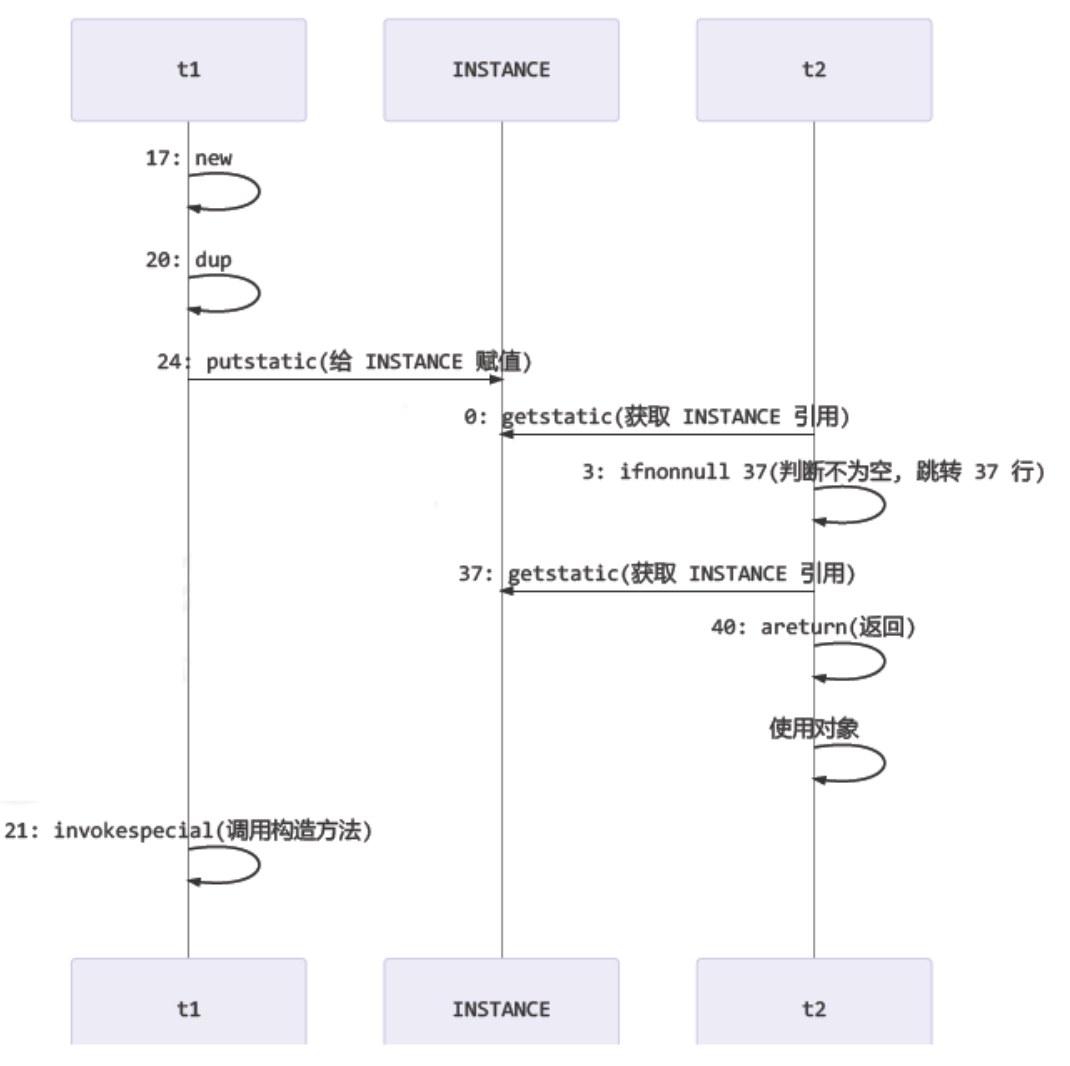 t1
INSTANCE
t2
17: new
20: dup
24: putstatic(给 INSTANCE 赋值)
0: getstatic(获取 INSTANCE 引用)
3: ifnonnull 37(判断不为空, 跳转 37 行)
37: getstatic(获取 INSTANCE 引用)
40: areturn(返回)
使用对象
21: invokespecial(调用构造方法)
t1
INSTANCE
t2